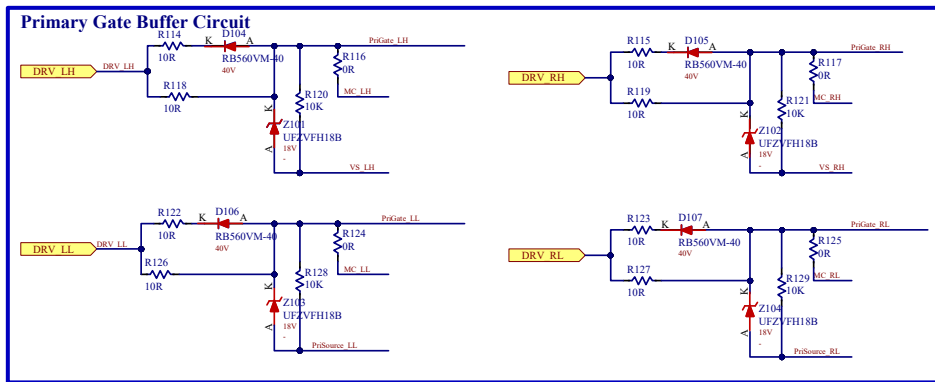 Primary Gate Buffer Circuit
R114
D104
K
A
PriGate_LH
DRV_LH
DRV_LH
10R
RB560VM-40
40V
R116
0R
R118
10R
MC_LH
R120
10K
K
Z101
UFZVFH18B
18V
-
A
VS_LH
R115
D105
K
A
PriGate_RH
DRV_RH
DRV_RH
10R
RB560VM-40
40V
R117
0R
R119
10R
MC_RH
R121
10K
K
Z102
UFZVFH18B
18V
-
A
VS_RH
R122
D106
K
A
PriGate_LL
DRV_LL
DRV_LL
10R
RB560VM-40
40V
R124
0R
R126
10R
MC_LL
R128
10K
K
Z103
UFZVFH18B
18V
-
A
PriSource_LL
R123
D107
K
A
PriGate_RL
DRV_RL
DRV_RL
10R
RB560VM-40
40V
R125
0R
R127
10R
MC_RL
R129
10K
K
Z104
UFZVFH18B
18V
-
A
PriSource_RL